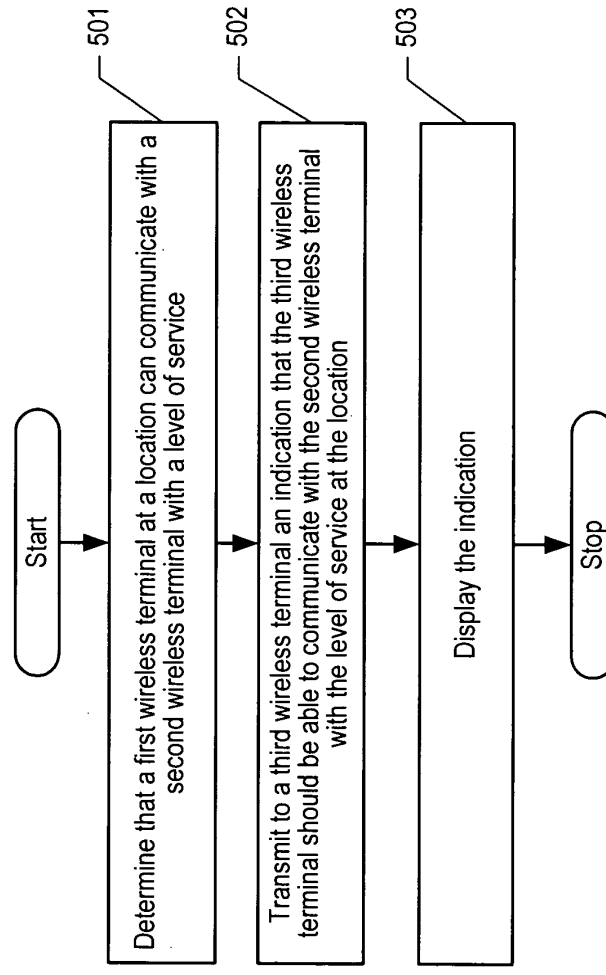 Start
501
Determine that a first wireless terminal at a location can communicate with a
second wireless terminal with a level of service
502
Transmit to a third wireless terminal an indication that the third wireless
terminal should be able to communicate with the second wireless terminal
with the level of service at the location
503
Display the indication
Stop